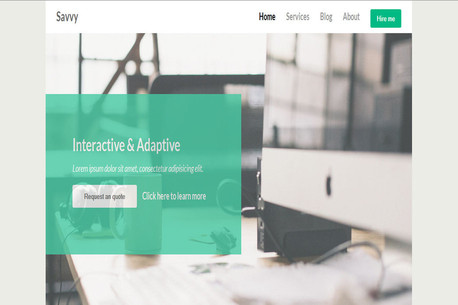 Savvy
Home Services Blog About Hire me
Interactive & Adaptive
Lorem ipsum dolor sit amet, consectetur adipisicing elit.
Request an quote Click here to learn more